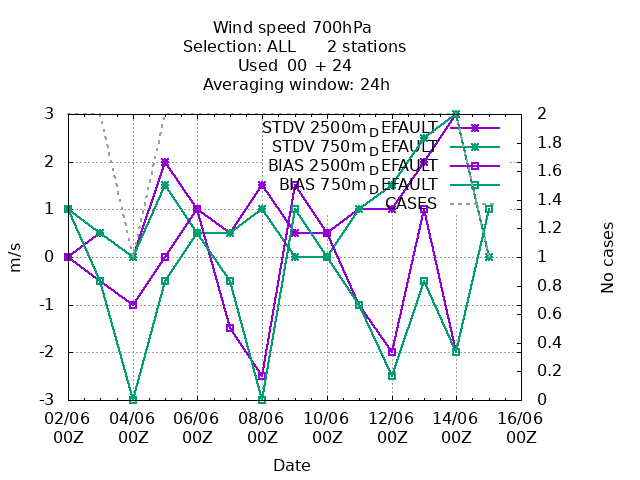 Wind speed 700hPa
Selection: ALL 2 stations
Used 00 + 24
Averaging window: 24h
STDV 2500m_DEFAULT
STDV 750m_DEFAULT
BIAS 2500m_DEFAULT
BIAS 750m_DEFAULT
CASES
3
2
1
0
-1
-2
-3
m/s
2
1.8
1.6
1.4
1.2
1
0.8
0.6
0.4
0.2
0
No cases
02/06 04/06 06/06 08/06 10/06 12/06 14/06 16/06
00Z 00Z 00Z 00Z 00Z 00Z 00Z 00Z
Date